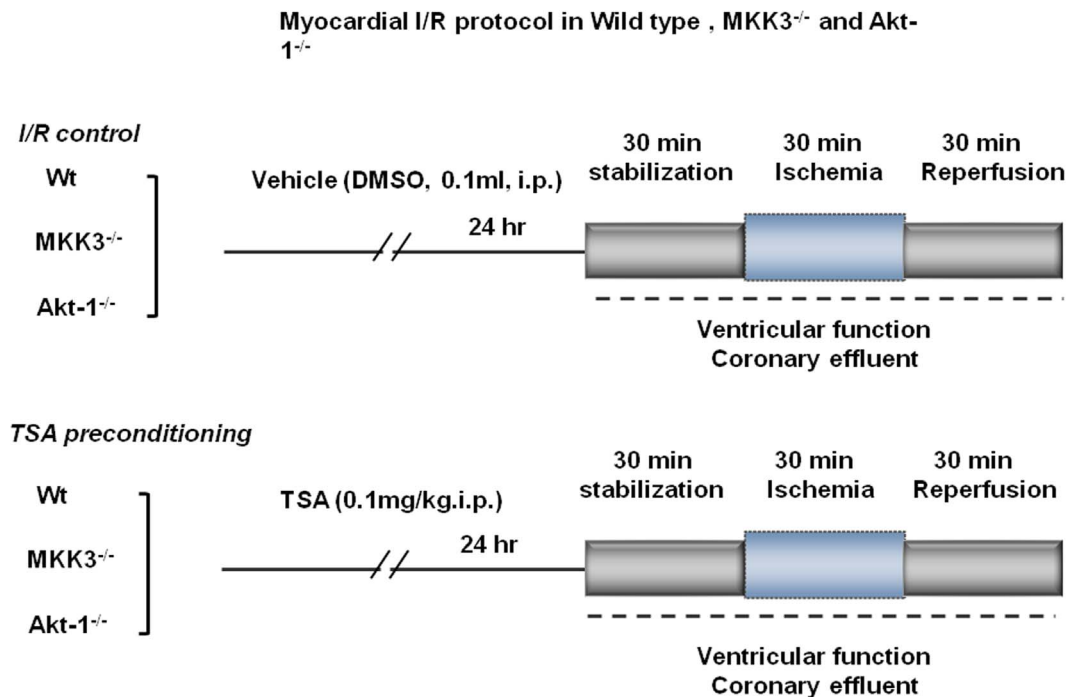 Myocardial I/R protocol in Wild type , MKK3-/- and Akt-
1-/-
I/R control
Wt
MKK3-/-
Akt-1-/-
Vehicle (DMSO, 0.1ml, i.p.)
24 hr
30 min
stabilization
30 min
Ischemia
30 min
Reperfusion
Ventricular function
Coronary effluent
TSA preconditioning
Wt
MKK3-/-
Akt-1-/-
TSA (0.1mg/kg.i.p.)
24 hr
30 min
stabilization
30 min
Ischemia
30 min
Reperfusion
Ventricular function
Coronary effluent